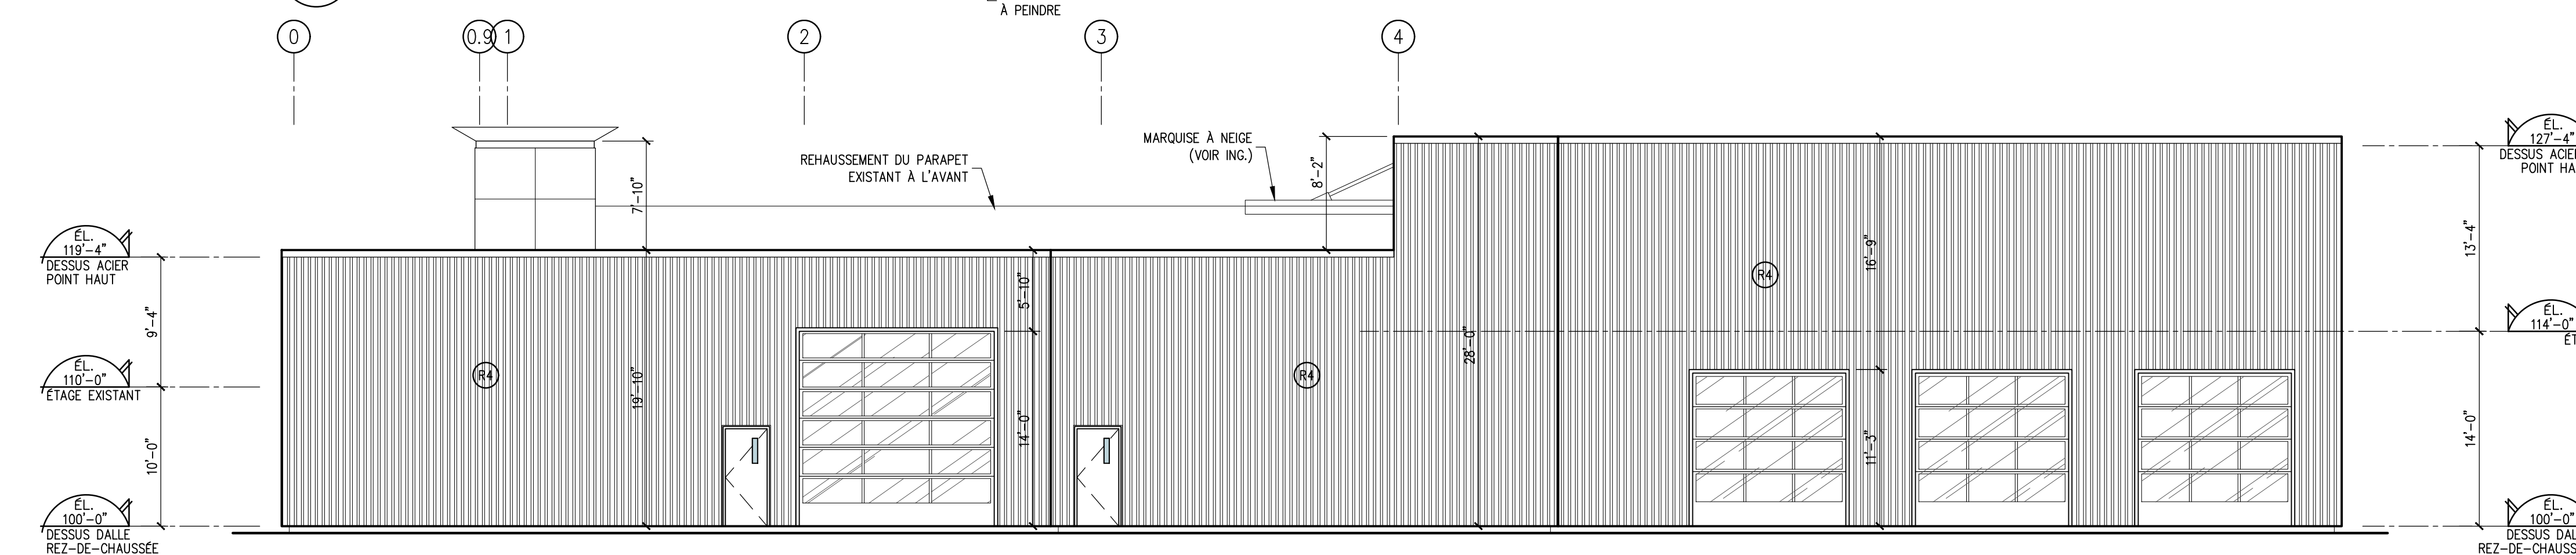 À PEINDRE
0
0.9
1
2
3
4
REHAUSSEMENT DU PARAPET
EXISTANT À L'AVANT
MARQUISE À NEIGE
(VOIR ING.)
7'-10"
8'-2"
ÉL.
119'-4"
DESSUS ACIER
POINT HAUT
9'-4"
ÉL.
110'-0"
ÉTAGE EXISTANT
10'-0"
ÉL.
100'-0"
DESSUS DALLE
REZ-DE-CHAUSSÉE
R4
19'-10"
5'-10"
14'-0"
R4
28'-0"
R4
16'-9"
11'-3"
ÉL.
127'-4"
DESSUS ACIE
POINT HA
13'-4"
ÉL.
114'-0"
ÉT
14'-0"
ÉL.
100'-0"
DESSUS DAL
REZ-DE-CHAUSS